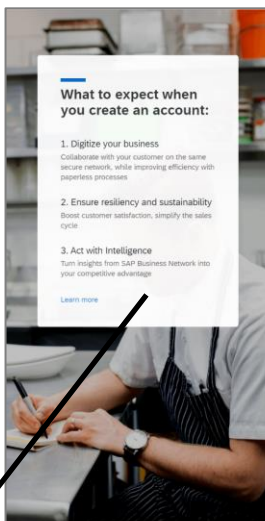 What to expect when
you create an account:
1. Digitize your business
Collaborate with your customer on the same
secure network, while improving efficiency with
paperless processes
2. Ensure resiliency and sustainability
Boost customer satisfaction, simplify the sales
cycle
3. Act with Intelligence
Turn insights from SAP Business Network into
your competitive advantage
Learn more